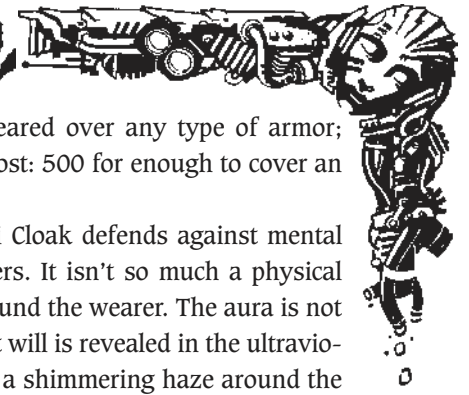 eared over any type of armor;
ost: 500 for enough to cover an
Cloak defends against mental
ers. It isn't so much a physical
und the wearer. The aura is not
t will is revealed in the ultravio-
a shimmering haze around the